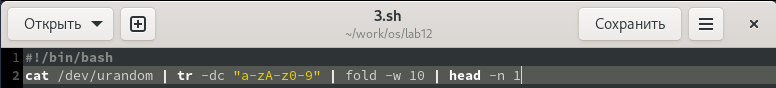 Открыть
3.sh
~/work/os/lab12
Сохранить
1 #!/bin/bash
2 cat /dev/urandom | tr -dc "a-zA-z0-9" | fold -w 10 | head -n 1